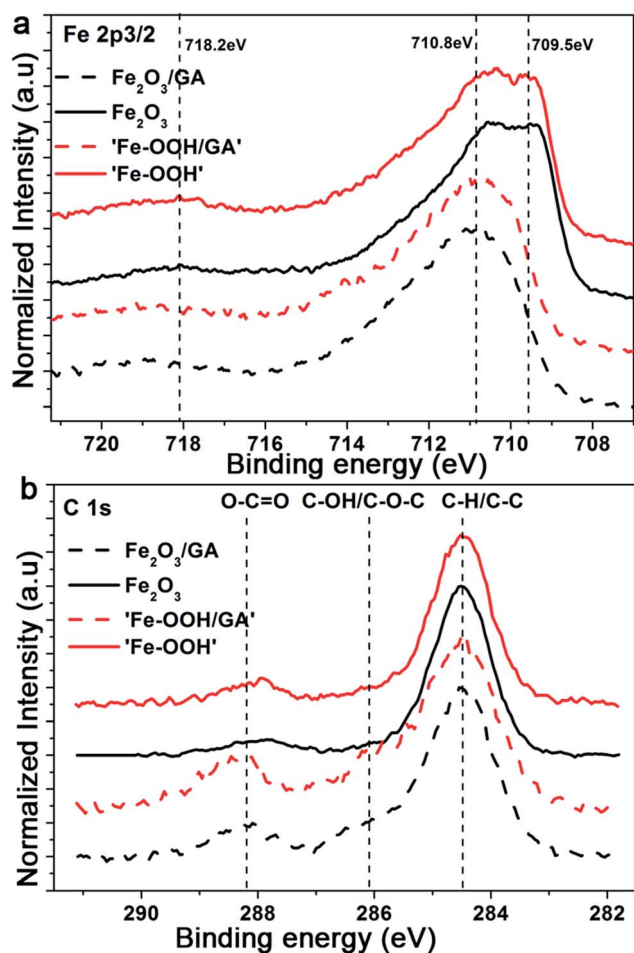 a
Fe 2p3/2
718.2eV
710.8eV
709.5eV
Fe₂O₃/GA
Fe₂O₃
'Fe-OOH/GA'
'Fe-OOH'
Normalized Intensity (a.u)
720 718 716 714 712 710 708
Binding energy (eV)
b
C 1s
O-C=O C-OH/C-O-C C-H/C-C
Fe₂O₃/GA
Fe₂O₃
'Fe-OOH/GA'
'Fe-OOH'
Normalized Intensity (a.u)
290 288 286 284 282
Binding energy (eV)